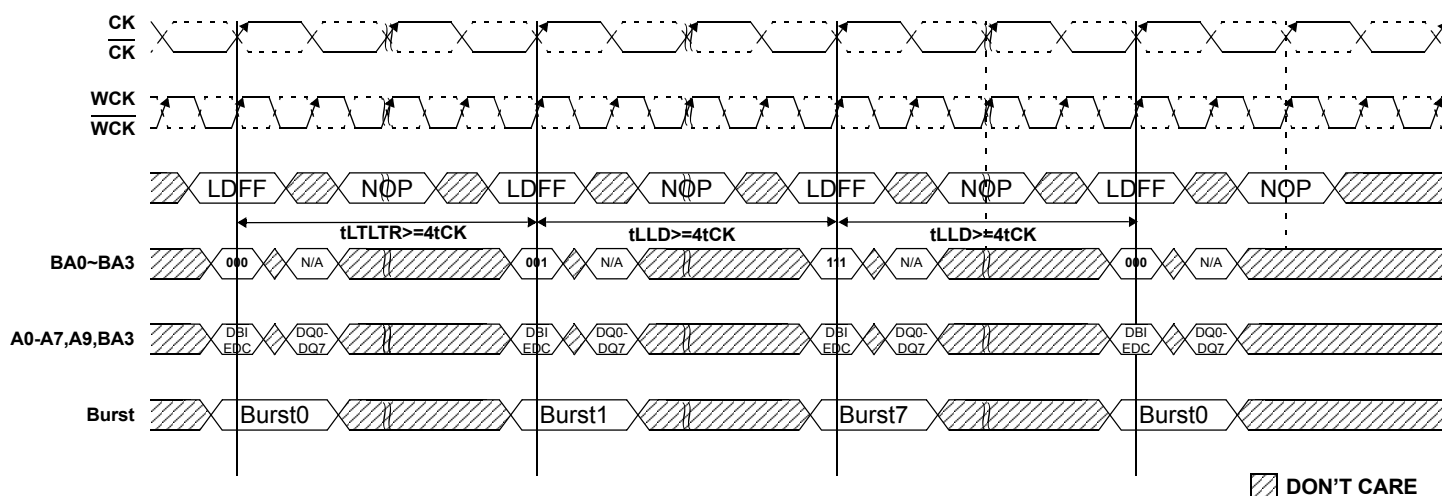 CK
CK
WCK
WCK
LDFF NOP LDFF NOP LDFF NOP LDFF NOP
tLTLTR>=4tCK tLLD>=4tCK tLLD>=4tCK
BA0~BA3 000 N/A 001 N/A 111 N/A 000 N/A
A0-A7,A9,BA3 DBI EDC DQ0-DQ7 DBI EDC DQ0-DQ7 DBI EDC DQ0-DQ7 DBI EDC DQ0-DQ7
Burst Burst0 Burst1 Burst7 Burst0
DON'T CARE